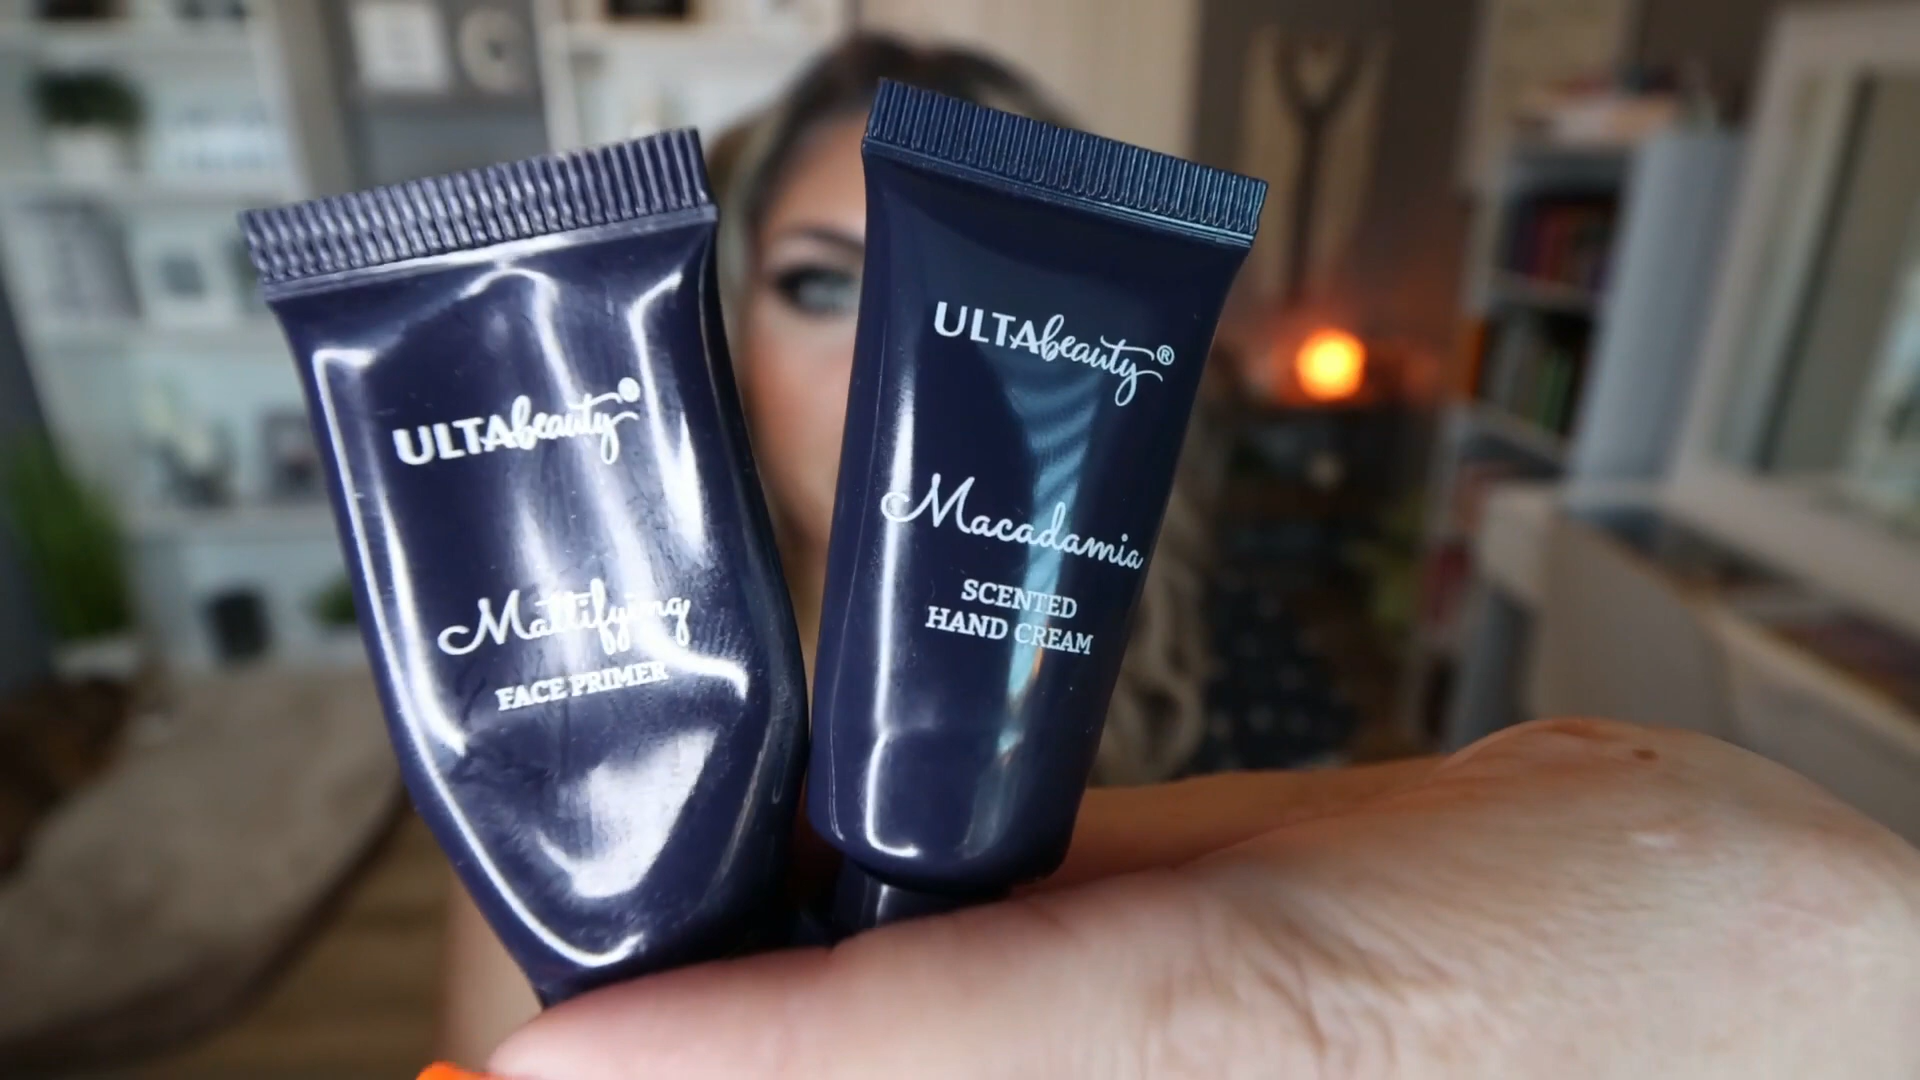 ULTAbeauty
Mattifying
FACE PRIMER
ULTAbeauty®
Macadamia
SCENTED
HAND CREAM